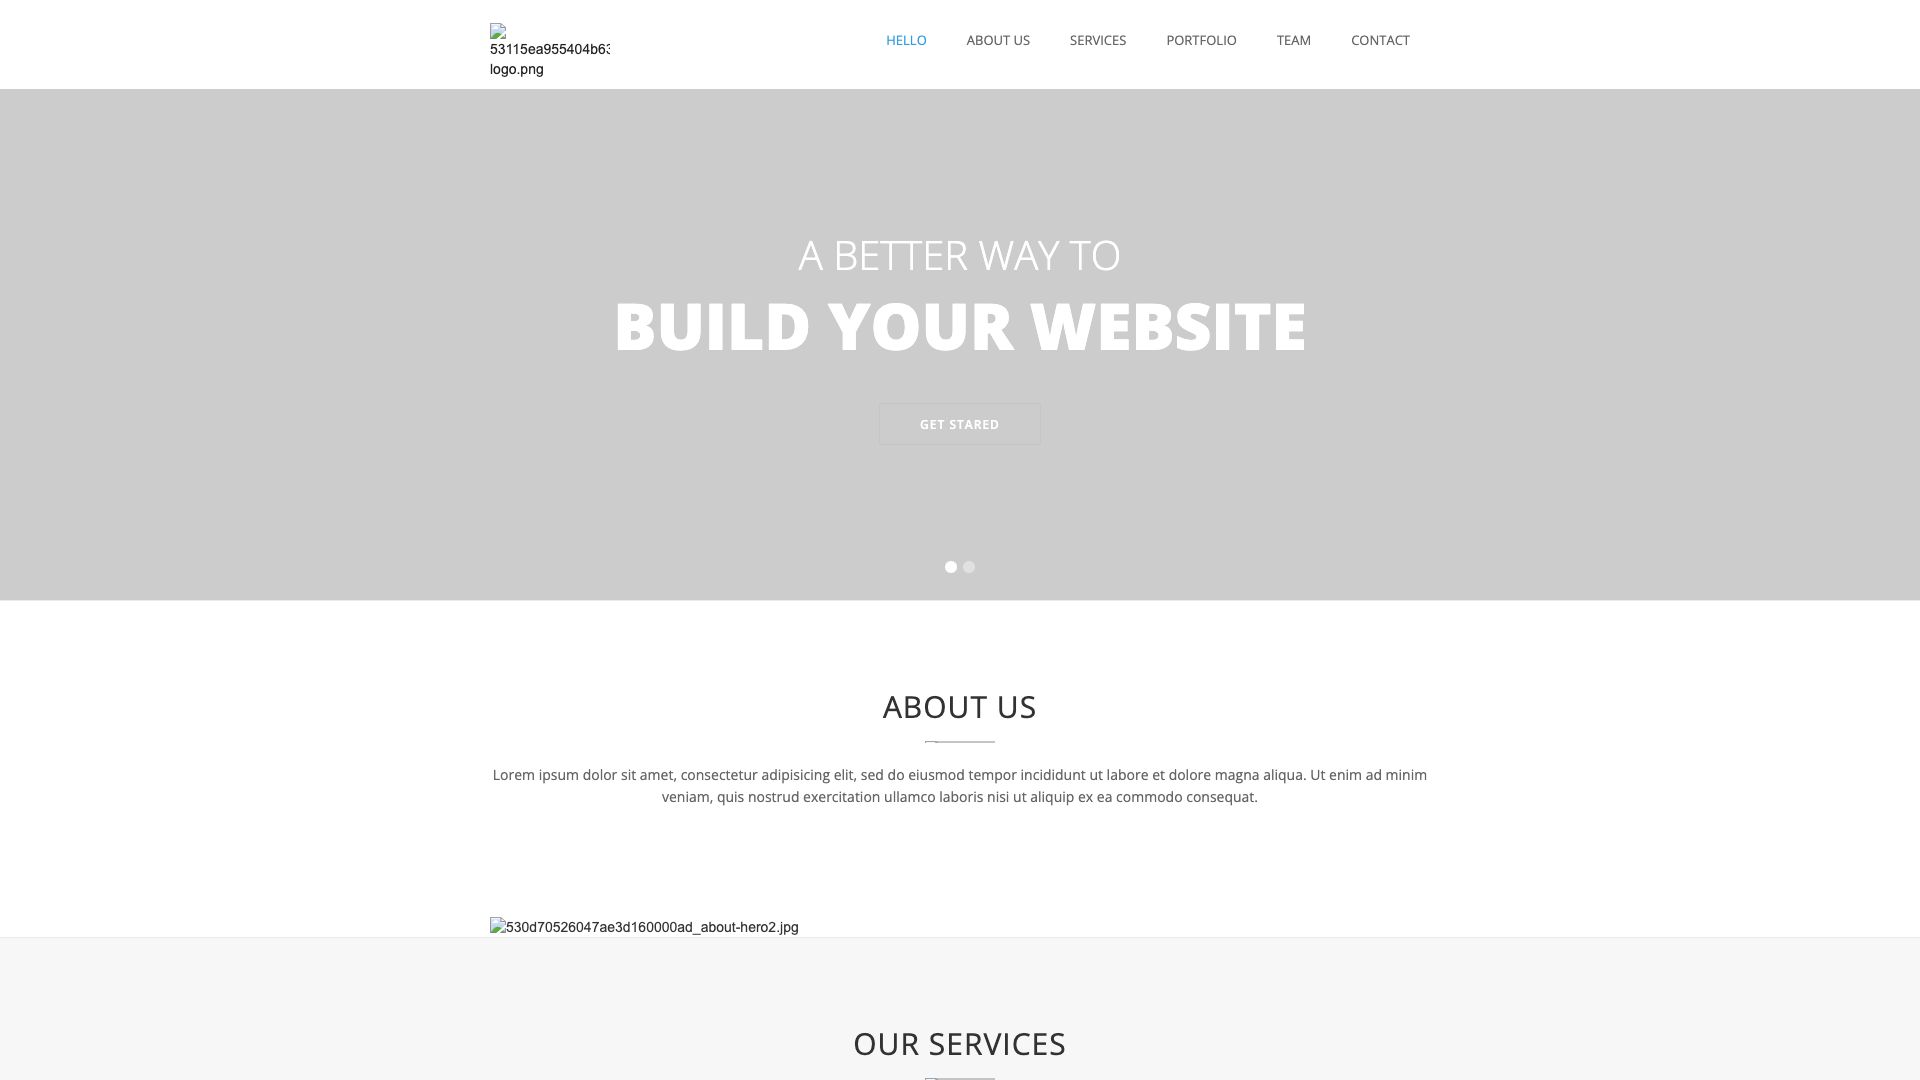 53115ea955404b63
logo.png
HELLO ABOUT US SERVICES PORTFOLIO TEAM CONTACT
A BETTER WAY TO
BUILD YOUR WEBSITE
GET STARED
ABOUT US
Lorem ipsum dolor sit amet, consectetur adipisicing elit, sed do eiusmod tempor incididunt ut labore et dolore magna aliqua. Ut enim ad minim
veniam, quis nostrud exercitation ullamco laboris nisi ut aliquip ex ea commodo consequat.
530d70526047ae3d160000ad_about-hero2.jpg
OUR SERVICES